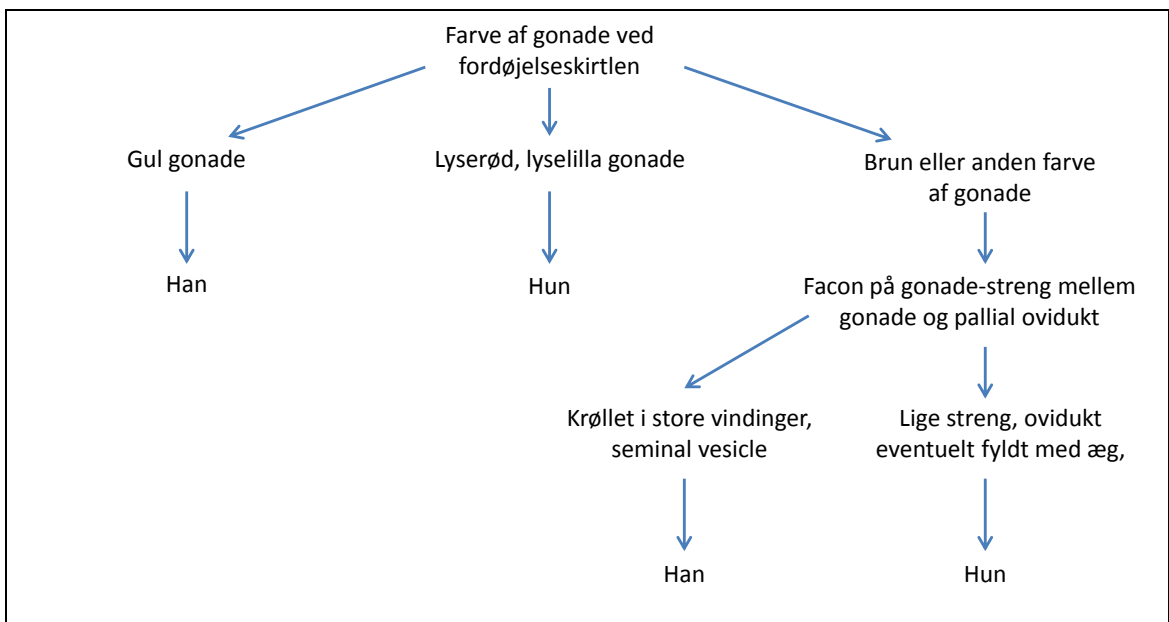 Farve af gonade ved
fordøjelseskirtlen
Gul gonade
Lyserød, lyselilla gonade
Brun eller anden farve
af gonade
Han
Hun
Facon på gonade-streng mellem
gonade og pallial ovidukt
Krøllet i store vindinger,
seminal vesicle
Lige streng, ovidukt
eventuelt fyldt med æg,
Han
Hun